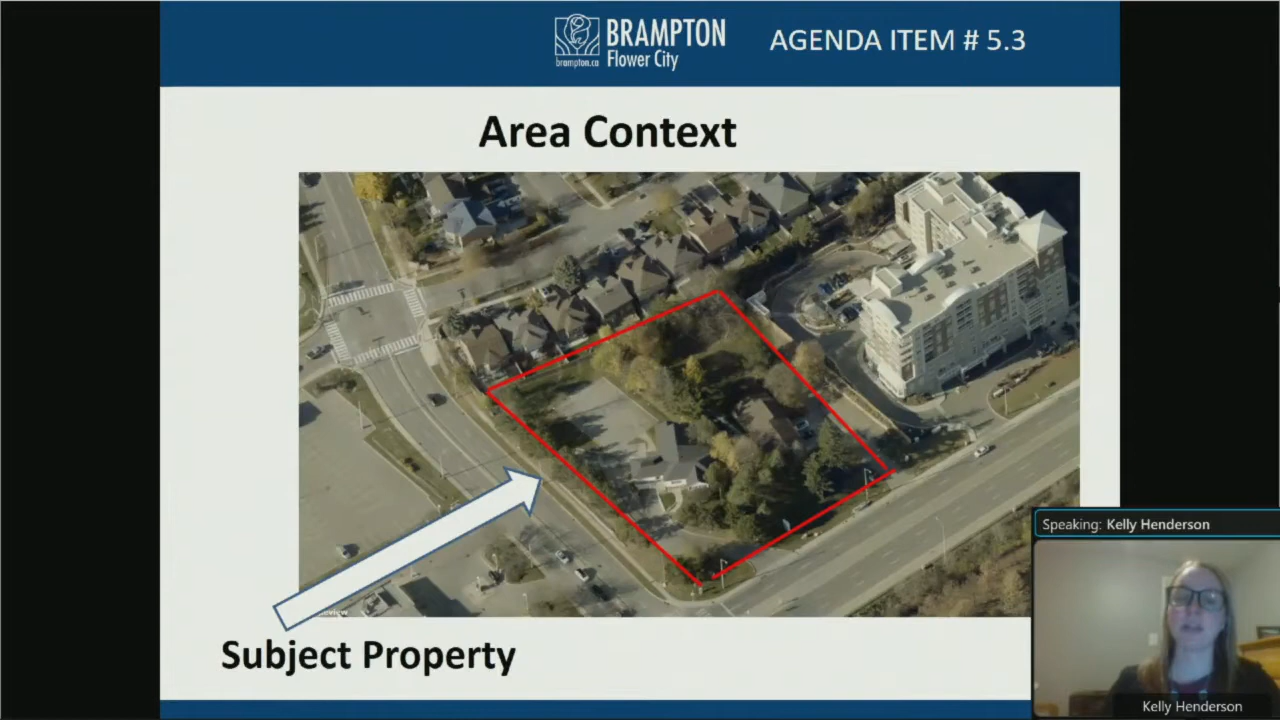 BRAMPTON
brampton.ca
Flower City
AGENDA ITEM # 5.3
Area Context
Subject Property
Speaking: Kelly Henderson
Kelly Henderson